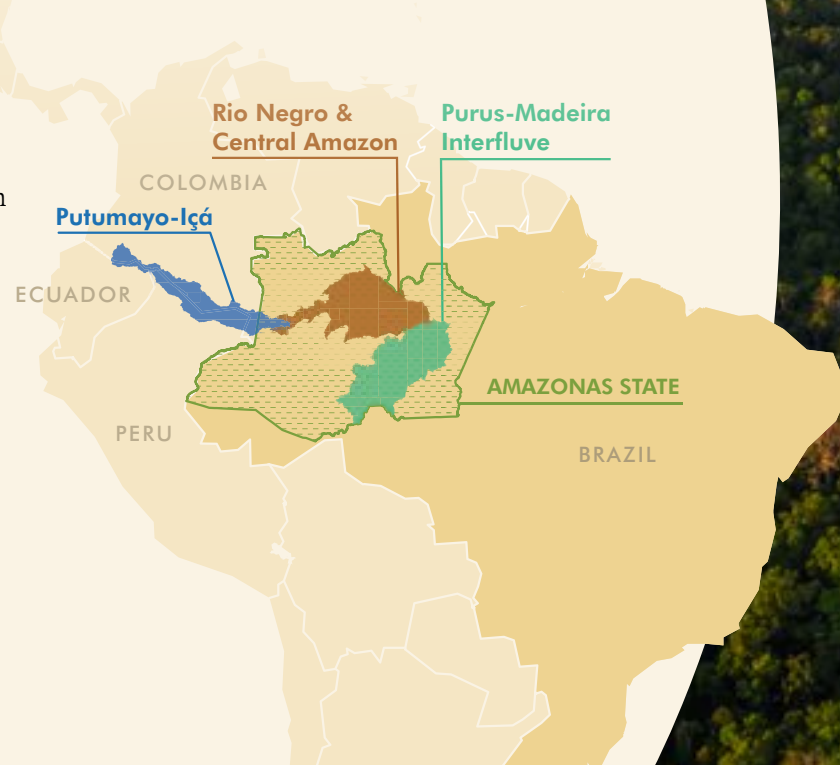 Rio Negro &
Central Amazon
Purus-Madeira
Interfluve
COLOMBIA
Putumayo-Içá
ECUADOR
AMAZONAS STATE
PERU
BRAZIL